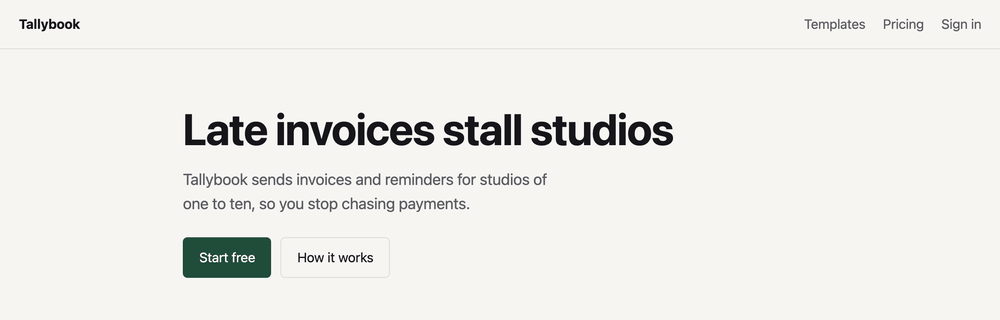 Tallybook
Templates Pricing Sign in
Late invoices stall studios
Tallybook sends invoices and reminders for studios of
one to ten, so you stop chasing payments.
Start free How it works